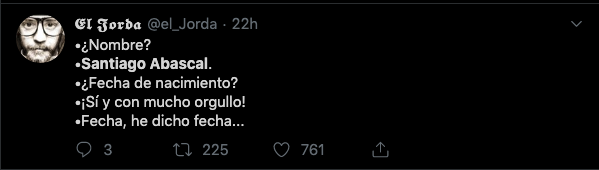 𝕰𝖑 𝕵𝖔𝖗𝖉𝖆 @el_Jorda · 22h
•¿Nombre?
•Santiago Abascal.
•¿Fecha de nacimiento?
•¡Sí y con mucho orgullo!
•Fecha, he dicho fecha...
3 225 761